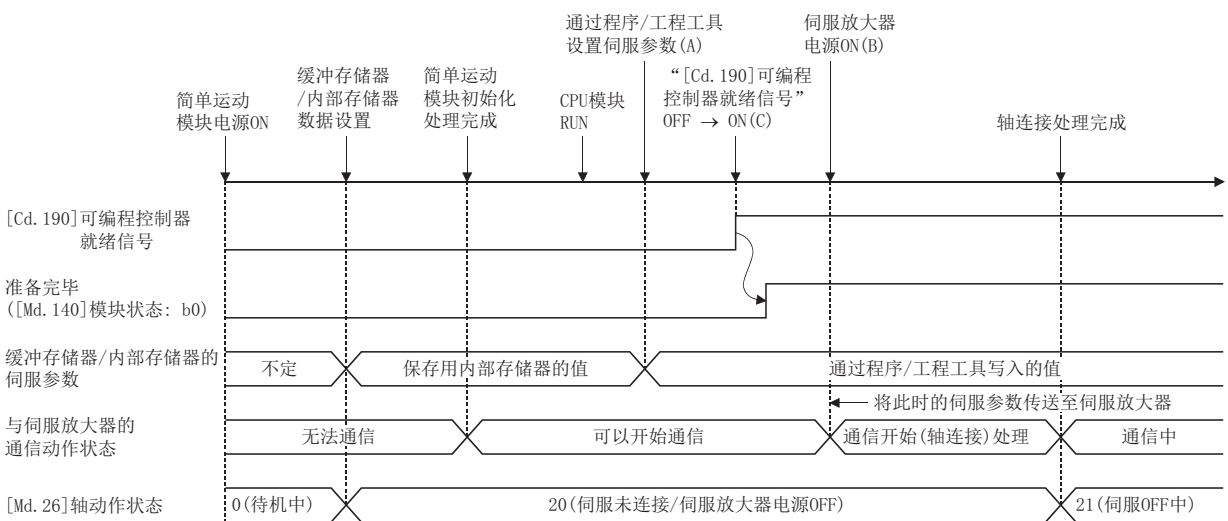 通过程序/工程工具
设置伺服参数(A)
伺服放大器
电源ON(B)
缓冲存储器
/内部存储器
数据设置
简单运动
模块初始化
处理完成
“[Cd.190]可编程
控制器就绪信号”
OFF → ON(C)
简单运动
模块电源ON
CPU模块
RUN
轴连接处理完成
[Cd.190]可编程控制器
就绪信号
准备完毕
([Md.140]模块状态: b0)
缓冲存储器/内部存储器的
伺服参数
不定
保存用内部存储器的值
通过程序/工程工具写入的值
将此时的伺服参数传送至伺服放大器
与伺服放大器的
通信动作状态
无法通信
可以开始通信
通信开始(轴连接)处理
通信中
[Md.26]轴动作状态
0(待机中)
20(伺服未连接/伺服放大器电源OFF)
21(伺服OFF中)